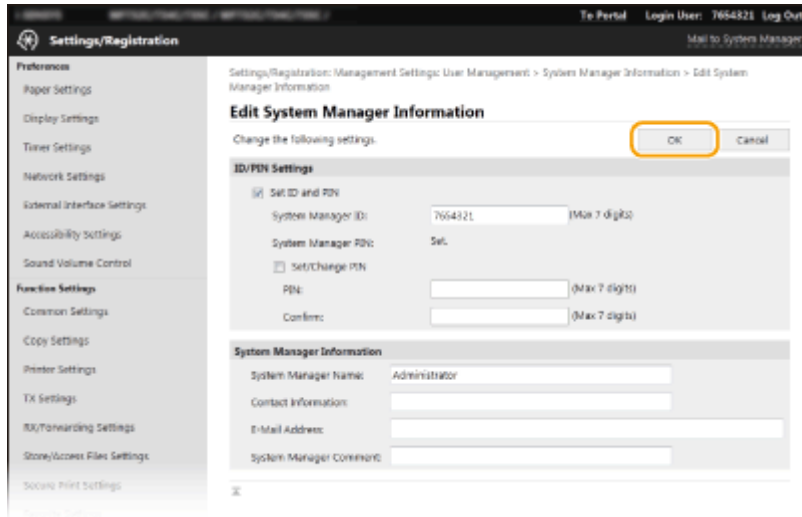 To Portal Login User: 7654321 Log Out
Settings/Registration
Mail to System Manager
Preferences
Paper Settings
Display Settings
Timer Settings
Network Settings
External Interface Settings
Accessibility Settings
Sound Volume Control
Function Settings
Common Settings
Copy Settings
Printer Settings
TX Settings
RX/Forwarding Settings
Store/Access Files Settings
Secure Print Settings
Settings/Registration: Management Settings: User Management > System Manager Information > Edit System
Manager Information
Edit System Manager Information
Change the following settings.
OK Cancel
ID/PIN Settings
Set ID and PIN
System Manager ID: 7654321 (Max 7 digits)
System Manager PIN: Set.
Set/Change PIN
PIN: (Max 7 digits)
Confirm: (Max 7 digits)
System Manager Information
System Manager Name: Administrator
Contact Information:
E-Mail Address:
System Manager Comment: